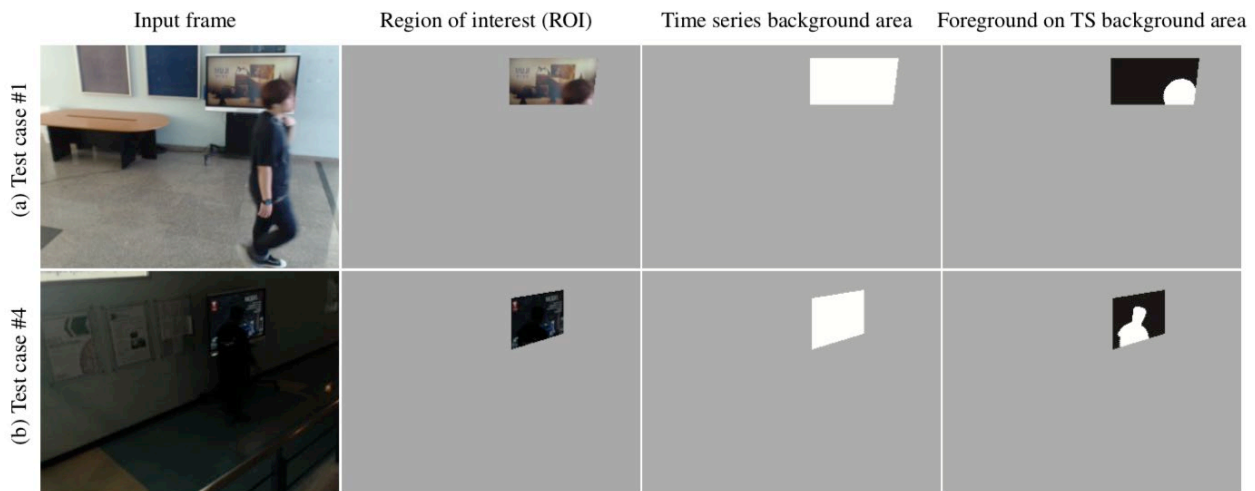 Input frame
Region of interest (ROI)
Time series background area
Foreground on TS background area
(a) Test case #1
(b) Test case #4